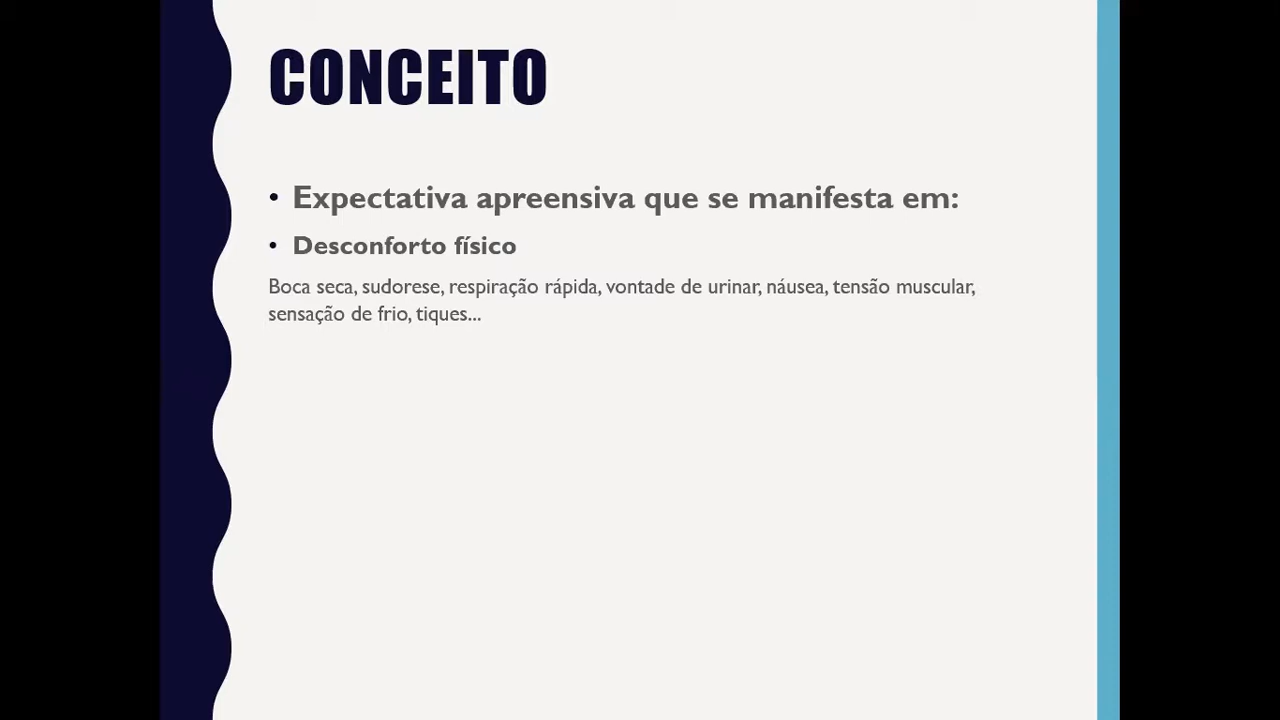 CONCEITO
• Expectativa apreensiva que se manifesta em:
• Desconforto físico
Boca seca, sudorese, respiração rápida, vontade de urinar, náusea, tensão muscular,
sensação de frio, tiques...